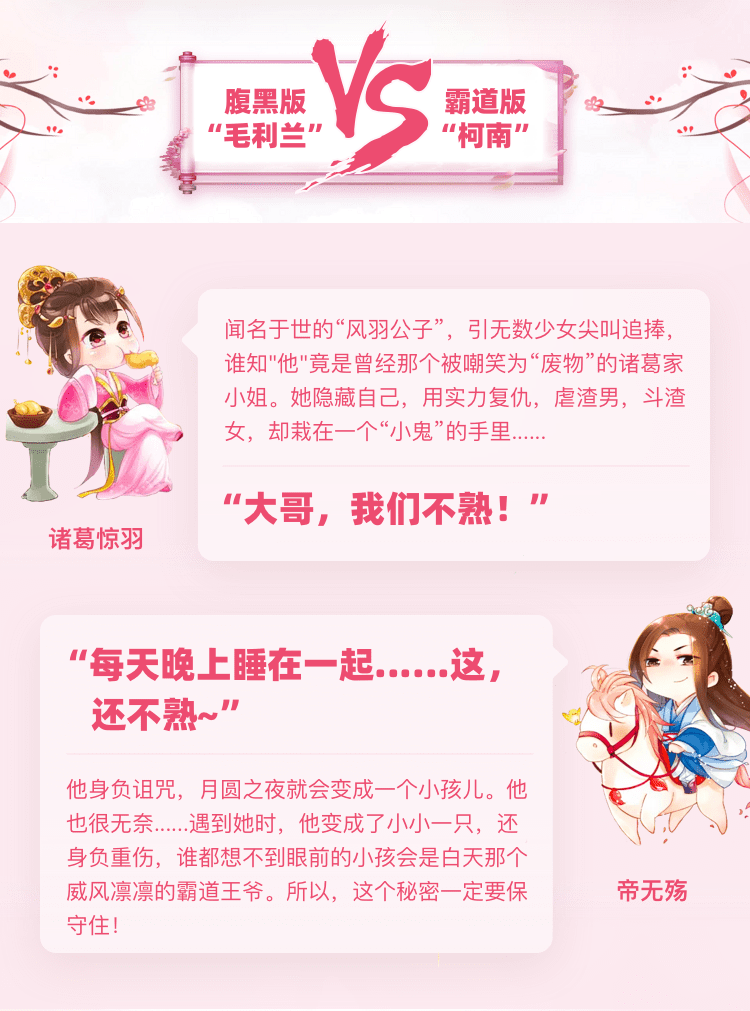 腹黑版
“毛利兰”
VS
霸道版
“柯南”
闻名于世的“风羽公子”，引无数少女尖叫追捧，
谁知"他"竟是曾经那个被嘲笑为“废物”的诸葛家
小姐。她隐藏自己，用实力复仇，虐渣男，斗渣
女，却栽在一个“小鬼”的手里......
“大哥，我们不熟！”
诸葛惊羽
“每天晚上睡在一起......这，
还不熟~”
他身负诅咒，月圆之夜就会变成一个小孩儿。他
也很无奈......遇到她时，他变成了小小一只，还
身负重伤，谁都想不到眼前的小孩会是白天那个
威风凛凛的霸道王爷。所以，这个秘密一定要保
守住！
帝无殇